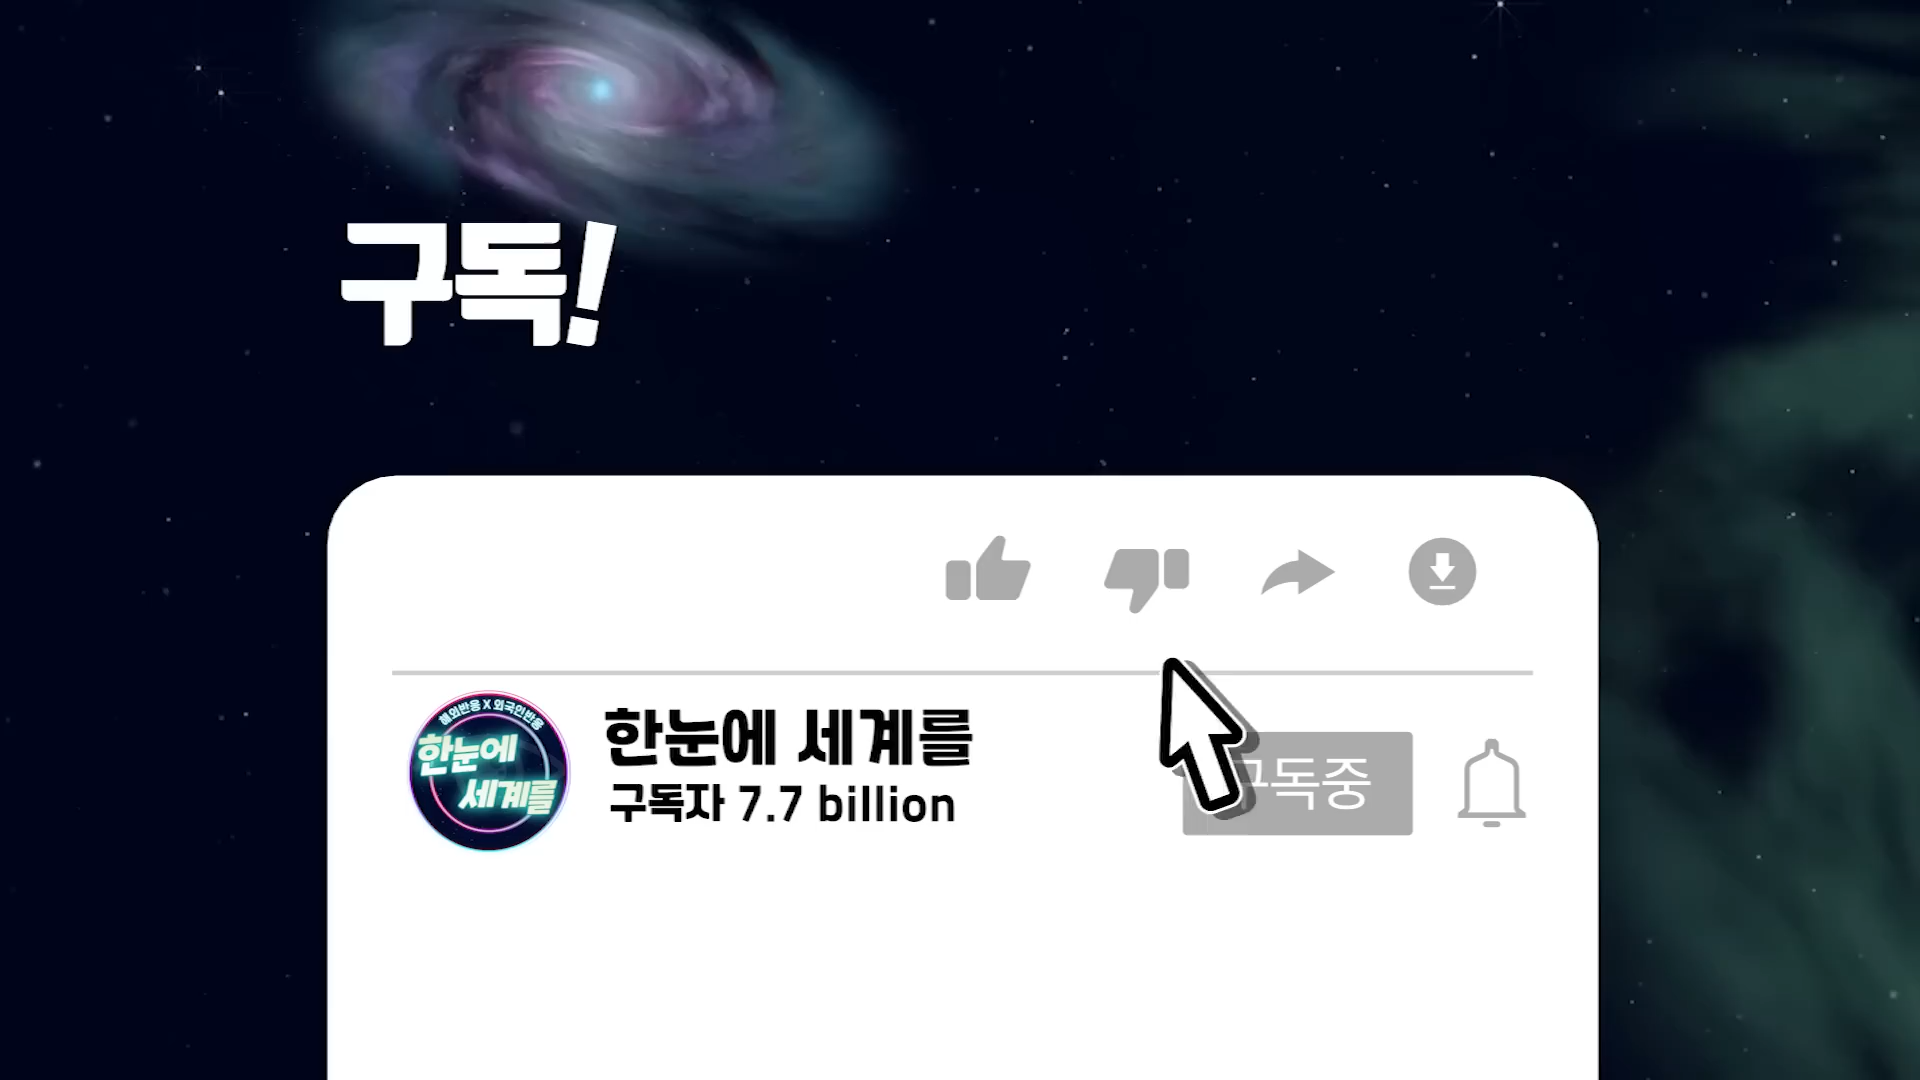 구독!
해외반응 X 외국인반응
한눈에
세계를
한눈에 세계를
구독자 7.7 billion
구독중